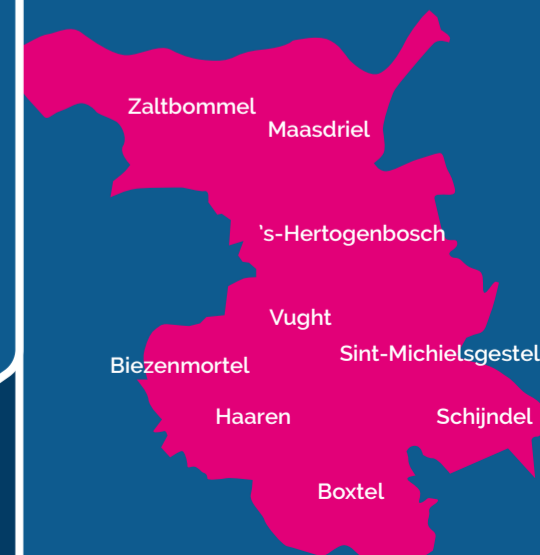 Zaltbommel
Maasdriel
's-Hertogenbosch
Vught
Sint-Michielsgestel
Biezenmortel
Haaren
Schijndel
Boxtel